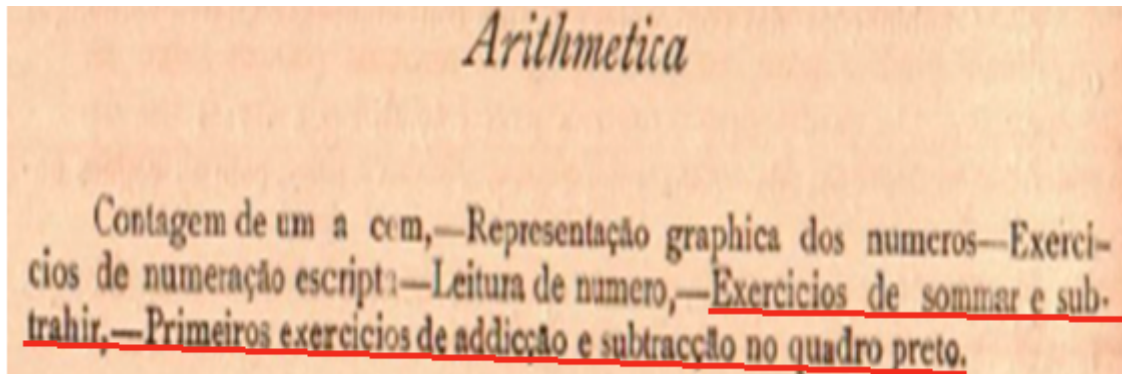 Arithmetica
Contagem de um a cem,—Representação graphica dos numeros—Exerci-
cios de numeração escripta—Leitura de numero,—Exercicios de sommar e sub-
trahir,—Primeiros exercicios de addicção e subtracção no quadro preto.